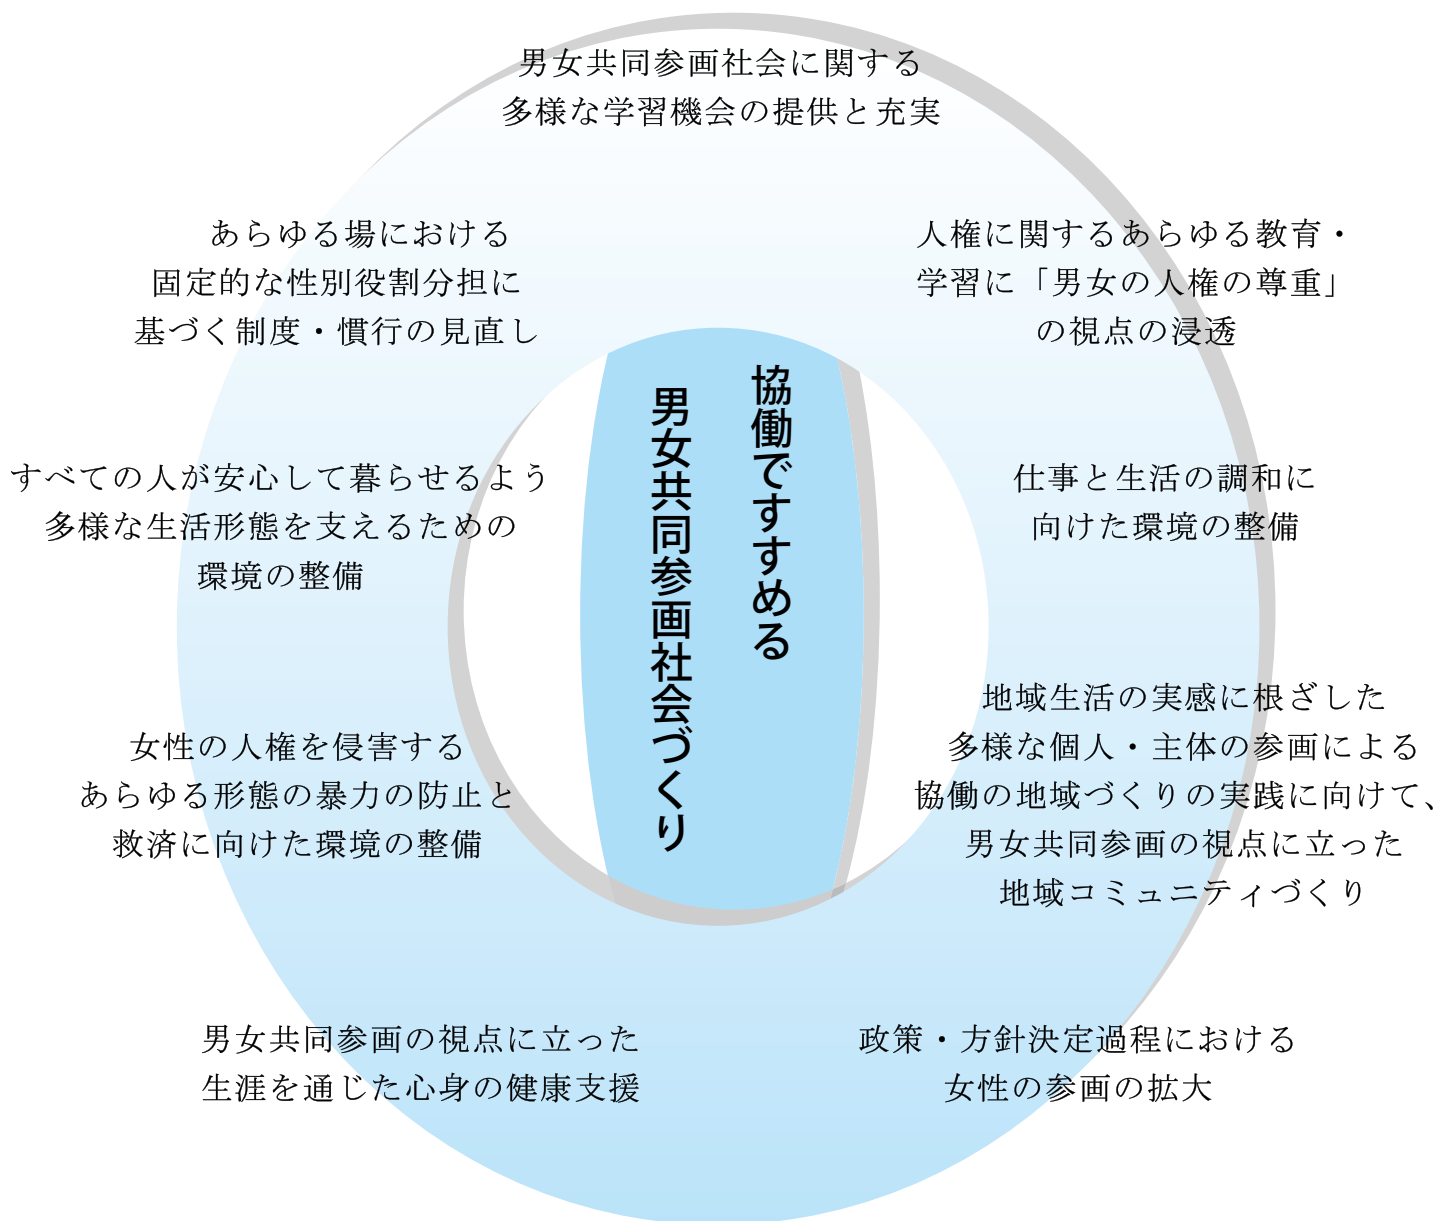 男女共同参画社会に関する
多様な学習機会の提供と充実
人権に関するあらゆる教育・
学習に「男女の人権の尊重」
の視点の浸透
仕事と生活の調和に
向けた環境の整備
地域生活の実感に根ざした
多様な個人・主体の参画による
協働の地域づくりの実践に向けて、
男女共同参画の視点に立った
地域コミュニティづくり
政策・方針決定過程における
女性の参画の拡大
男女共同参画の視点に立った
生涯を通じた心身の健康支援
女性の人権を侵害する
あらゆる形態の暴力の防止と
救済に向けた環境の整備
すべての人が安心して暮らせるよう
多様な生活形態を支えるための
環境の整備
あらゆる場における
固定的な性別役割分担に
基づく制度・慣行の見直し
協働ですすめる
男女共同参画社会づくり